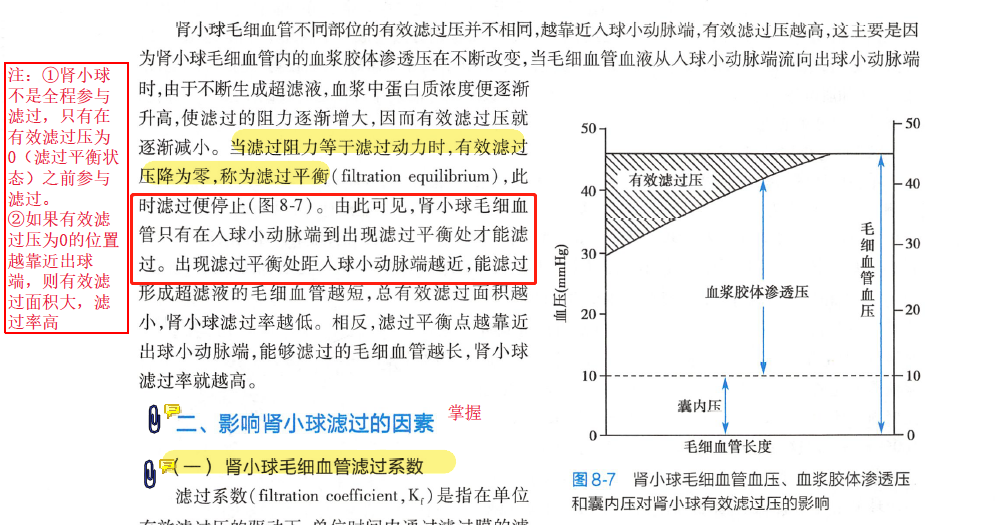 肾小球毛细血管不同部位的有效滤过压并不相同,越靠近入球小动脉端,有效滤过压越高,这主要是因
为肾小球毛细血管内的血浆胶体渗透压在不断改变,当毛细血管血液从入球小动脉端流向出球小动脉端
时,由于不断生成超滤液,血浆中蛋白质浓度便逐渐
升高,使滤过的阻力逐渐增大,因而有效滤过压就
逐渐减小。当滤过阻力等于滤过动力时,有效滤过
压降为零,称为滤过平衡(filtration equilibrium),此
时滤过便停止(图8-7)。由此可见,肾小球毛细血
管只有在入球小动脉端到出现滤过平衡处才能滤
过。出现滤过平衡处距入球小动脉端越近,能滤过
形成超滤液的毛细血管越短,总有效滤过面积越
小,肾小球滤过率越低。相反,滤过平衡点越靠近
出球小动脉端,能够滤过的毛细血管越长,肾小球
滤过率就越高。
注:①肾小球
不是全程参与
滤过,只有在
有效滤过压为
0(滤过平衡状
态)之前参与
滤过。
②如果有效滤
过压为0的位置
越靠近出球
端,则有效滤
过面积大,滤
过率高
二、影响肾小球滤过的因素
掌握
(一)肾小球毛细血管滤过系数
滤过系数(filtration coefficient,Kf)是指在单位
血压(mmHg)
50
40
30
20
10
0
有效滤过压
血浆胶体渗透压
囊内压
毛细血管血压
50
40
30
20
10
0
毛细血管长度
图8-7 肾小球毛细血管血压、血浆胶体渗透压
和囊内压对肾小球有效滤过压的影响